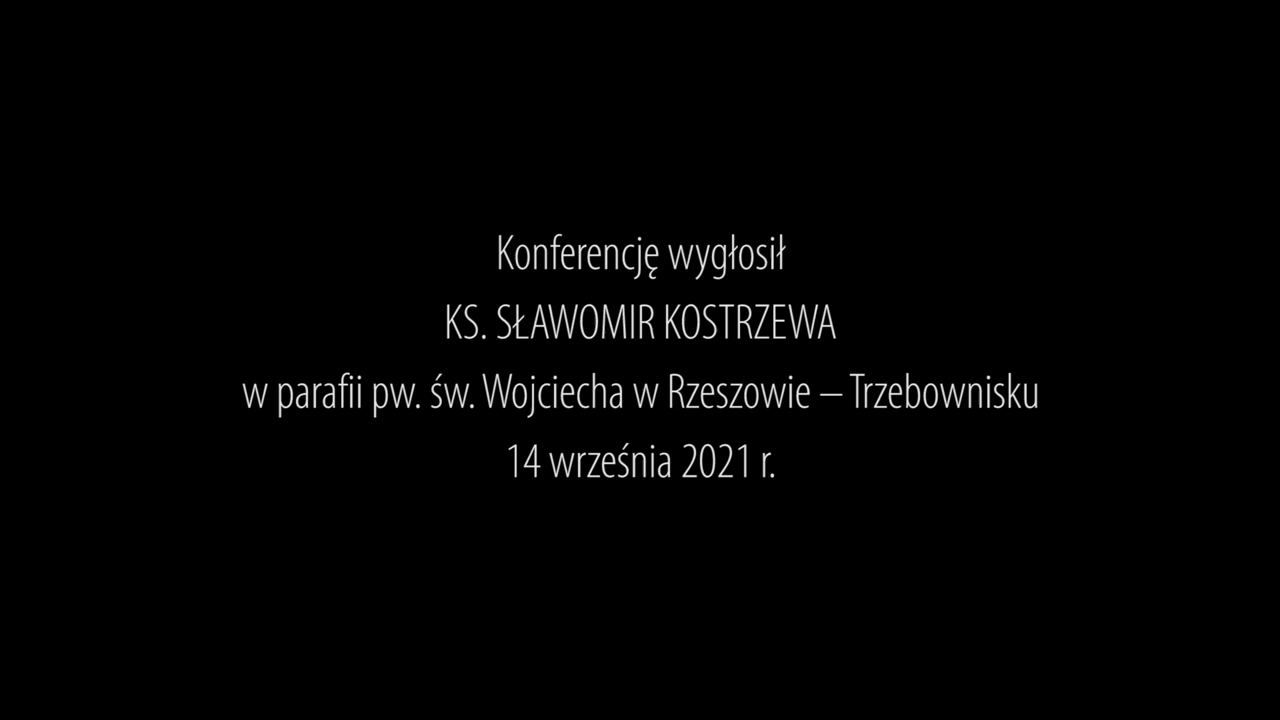 Konferencję wygłosił
KS. SŁAWOMIR KOSTRZEWA
w parafii pw. św. Wojciecha w Rzeszowie – Trzebownisku
14 września 2021 r.